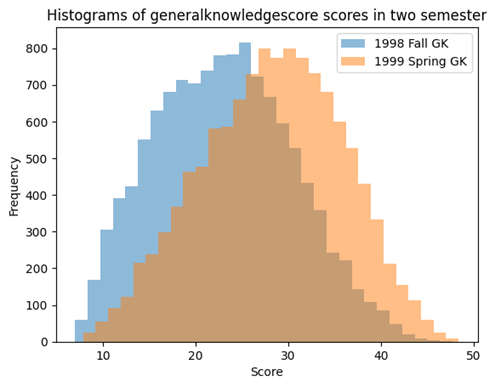 Histograms of generalknowledgescore scores in two semester
1998 Fall GK
1999 Spring GK
800
700
600
500
400
300
200
100
0
Frequency
10 20 30 40 50
Score